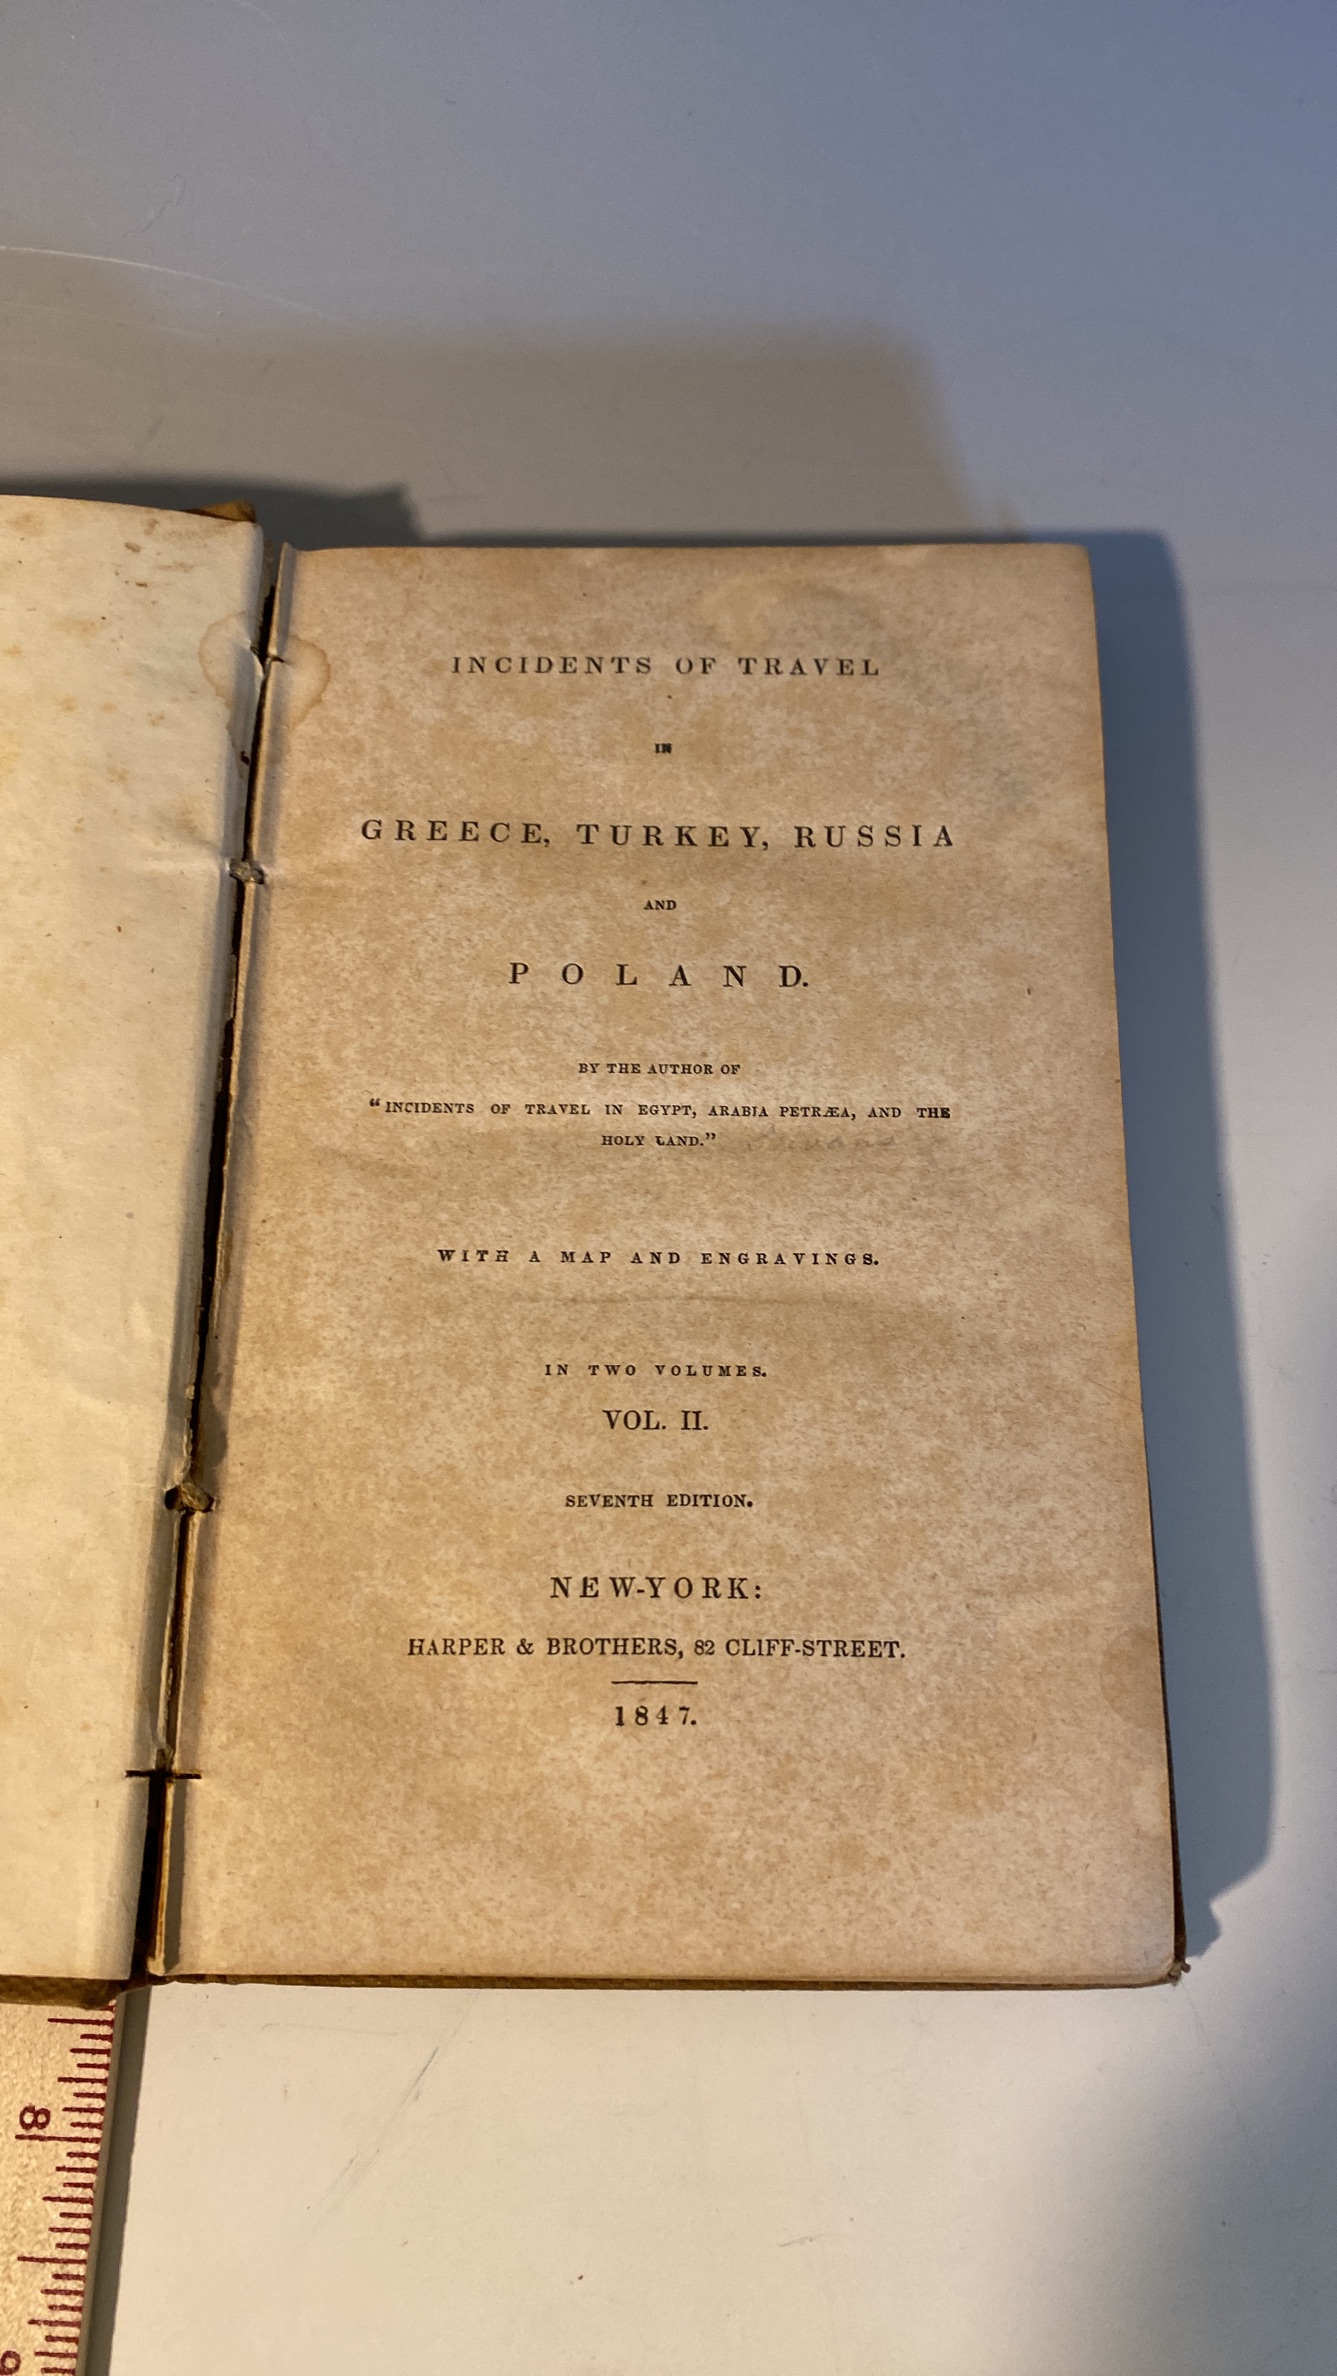 INCIDENTS OF TRAVEL
IN
GREECE, TURKEY, RUSSIA
AND
POLAND.
BY THE AUTHOR OF
“INCIDENTS OF TRAVEL IN EGYPT, ARABIA PETRÆA, AND THE
HOLY LAND.”
WITH A MAP AND ENGRAVINGS.
IN TWO VOLUMES.
VOL. II.
SEVENTH EDITION.
NEW-YORK:
HARPER & BROTHERS, 82 CLIFF-STREET.
1847.
8
9